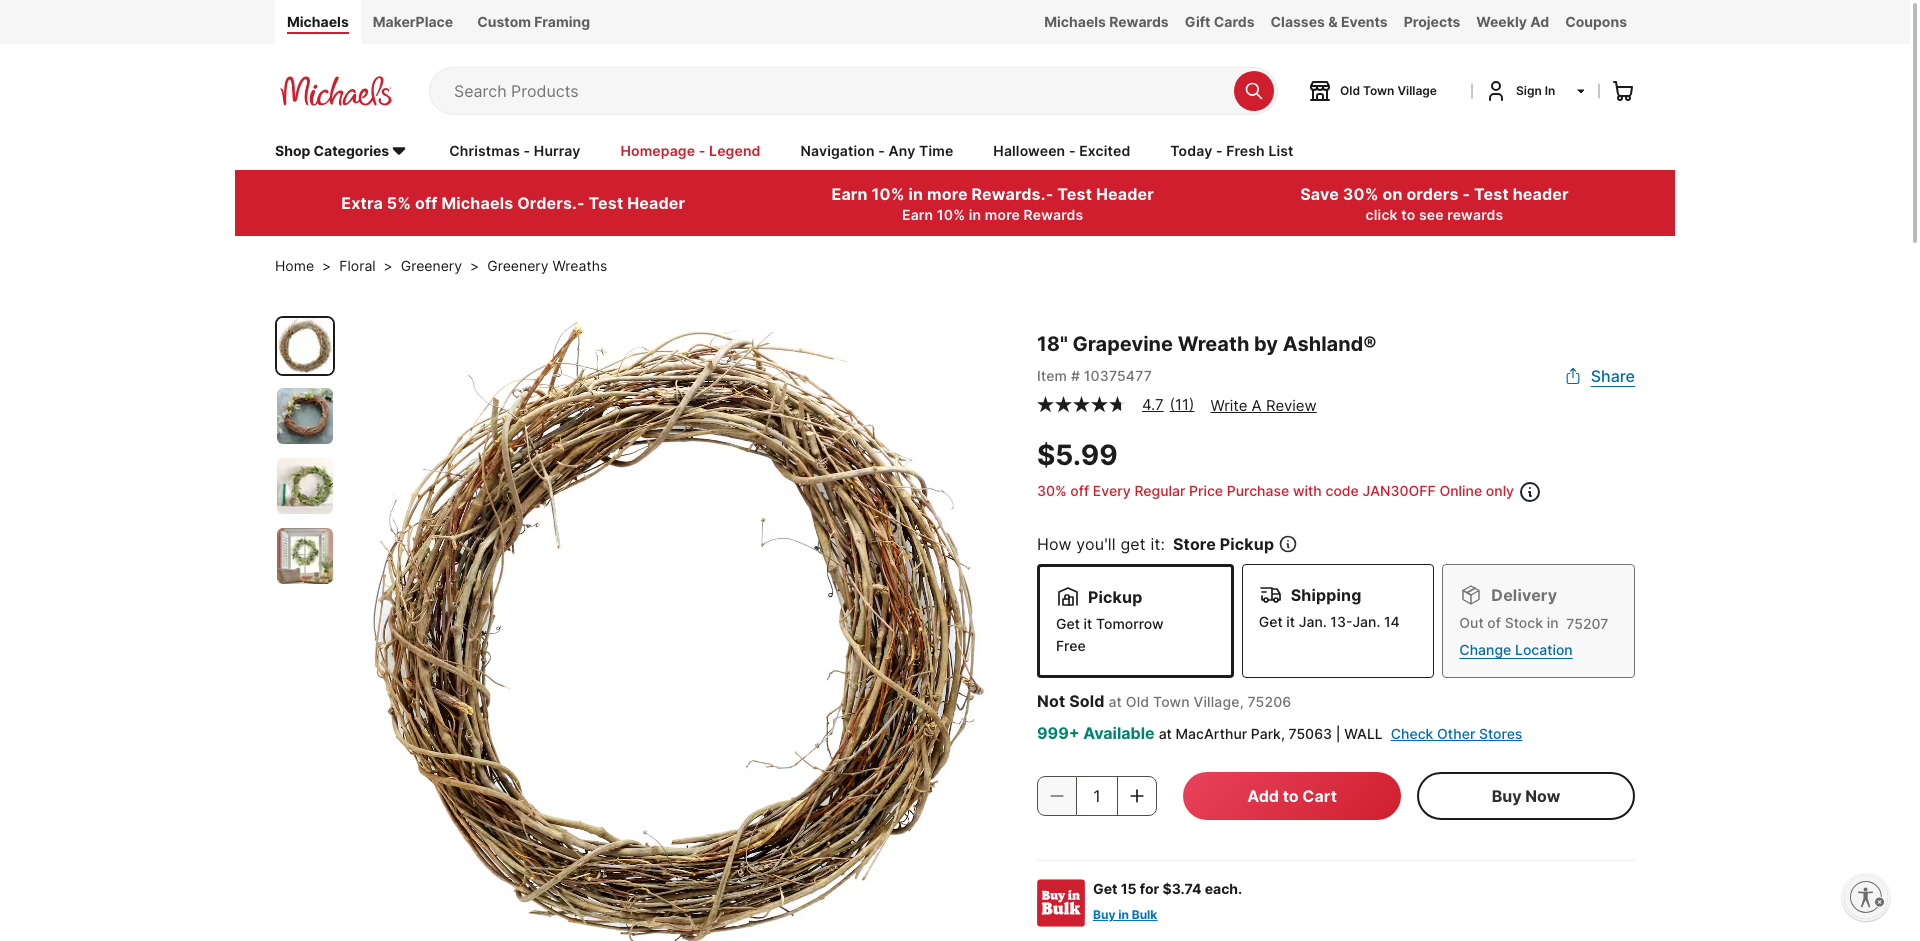 Michaels
MakerPlace
Custom Framing
Michaels Rewards
Gift Cards
Classes & Events
Projects
Weekly Ad
Coupons
Michaels
Search Products
Old Town Village
Sign In
Shop Categories
Christmas - Hurray
Homepage - Legend
Navigation - Any Time
Halloween - Excited
Today - Fresh List
Extra 5% off Michaels Orders.- Test Header
Earn 10% in more Rewards.- Test Header
Earn 10% in more Rewards
Save 30% on orders - Test header
click to see rewards
Home > Floral > Greenery > Greenery Wreaths
18" Grapevine Wreath by Ashland®
Item # 10375477
Share
4.7 (11) Write A Review
$5.99
30% off Every Regular Price Purchase with code JAN30OFF Online only
How you'll get it: Store Pickup
Pickup
Get it Tomorrow
Free
Shipping
Get it Jan. 13-Jan. 14
Delivery
Out of Stock in 75207
Change Location
Not Sold at Old Town Village, 75206
999+ Available at MacArthur Park, 75063 | WALL Check Other Stores
1
Add to Cart
Buy Now
Buy in
Bulk
Get 15 for $3.74 each.
Buy in Bulk